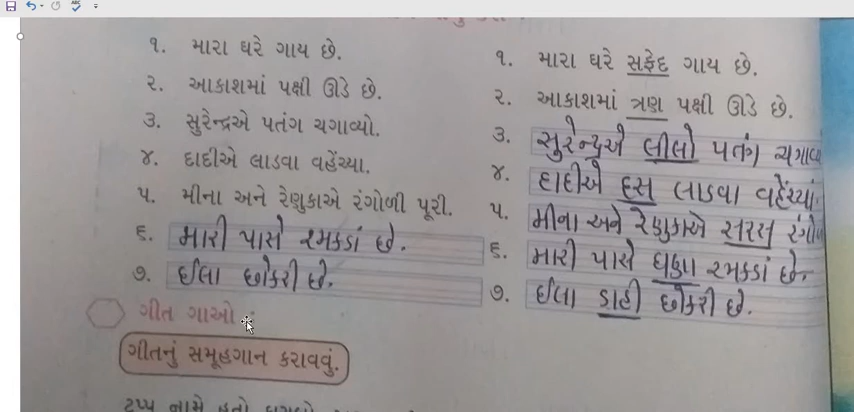 ૧. મારા ઘરે ગાય છે.
૨. આકાશમાં પક્ષી ઊડે છે.
૩. સુરેન્દ્રએ પતંગ ચગાવ્યો.
૪. દાદીએ લાડવા વહેંચ્યા.
૫. મીના અને રેણુકાએ રંગોળી પૂરી.
૬. મારી પાસે રમકડાં છે.
૭. ઈલા છોકરી છે.
૧. મારા ઘરે સફેદ ગાય છે.
૨. આકાશમાં ત્રણ પક્ષી ઊડે છે.
૩. સુરેન્દ્રએ લીલો પતંગ ચગાવ્
૪. દાદીએ દસ લાડવા વહેંચ્યાં.
૫. મીના અને રેણુકાએ સરસ રંગો
૬. મારી પાસે ઘણા રમકડાં છે.
૭. ઈલા ડાહી છોકરી છે.
ગીત ગાઓ :
ગીતનું સમૂહગાન કરાવવું.
નામે હતો